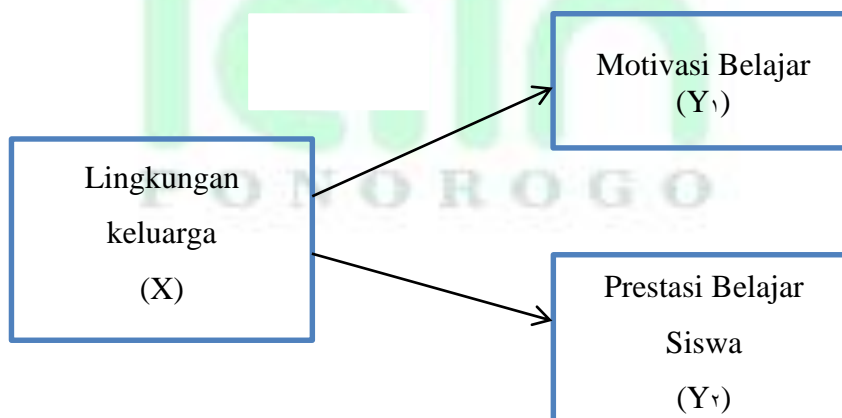 Motivasi Belajar
(Y١)
Lingkungan
keluarga
(X)
PONOROGO
Prestasi Belajar
Siswa
(Y٢)